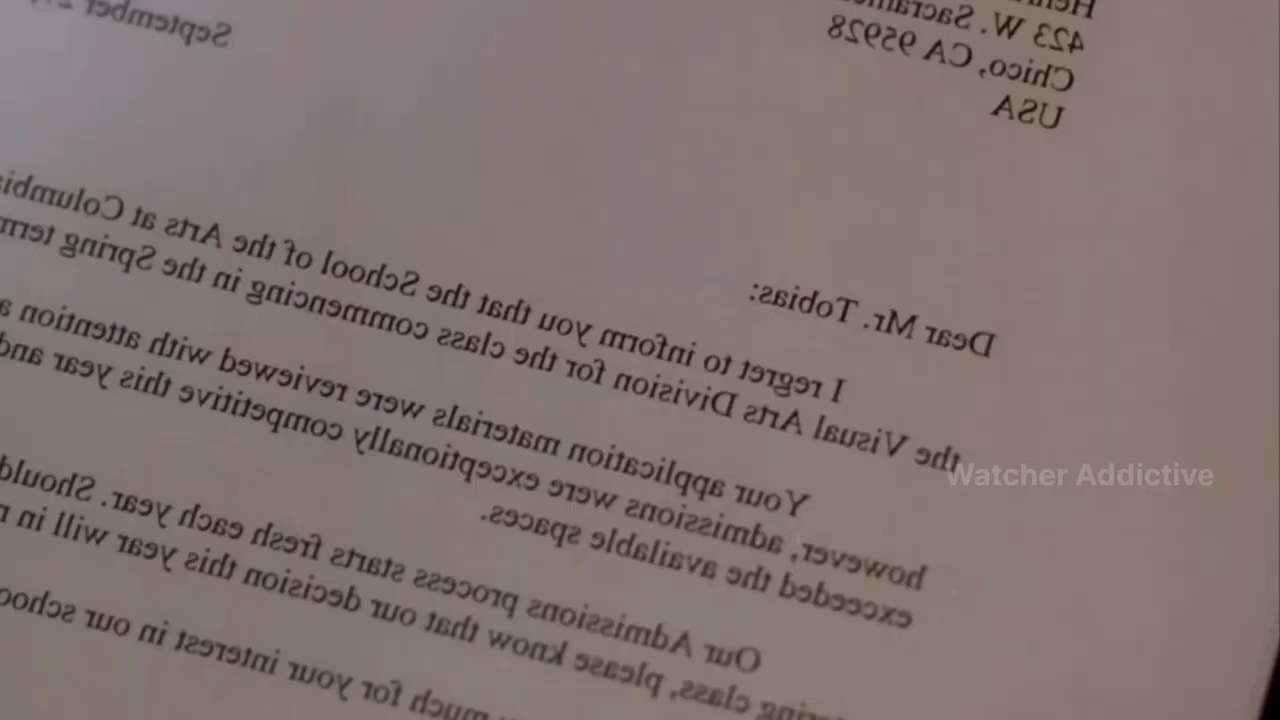 September
423 W.
Chico, CA 95928
USA
Dear Mr. Tobias:
I regret to inform you that the School of the Arts at Columbia
the Visual Arts Division for the class commencing in the Spring term
Your application materials were reviewed with attention
however, admissions were exceptionally competitive this year and
exceeded the available spaces.
Our Admissions process starts fresh each year. Should
class, please know that our decision this year will in
much for your interest in our
Watcher Addictive